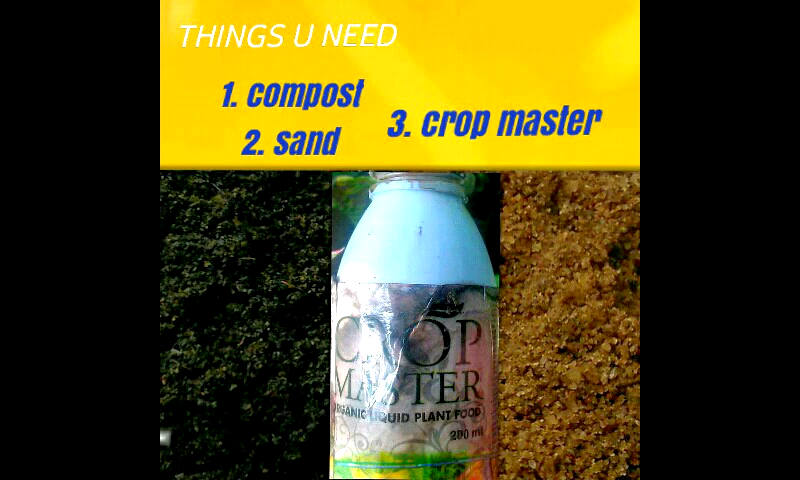 THINGS U NEED
1. compost
2. sand
3. crop master
CROP
MASTER
ORGANIC LIQUID PLANT FOOD
200 ml